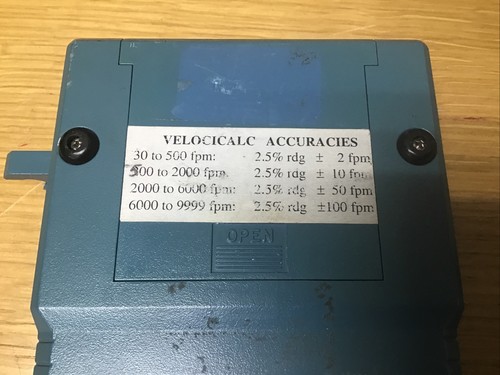 VELOCICALC ACCURACIES
30 to 500 fpm: 2.5% rdg ± 2 fpm
500 to 2000 fpm: 2.5% rdg ± 10 fpm
2000 to 6000 fpm: 2.5% rdg ± 50 fpm
6000 to 9999 fpm: 2.5% rdg ±100 fpm
OPEN